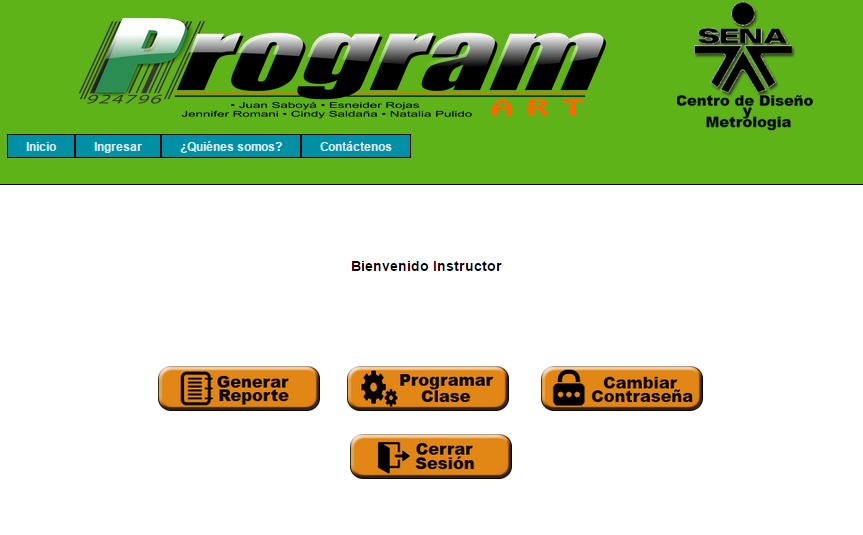 Program
924796
ART
• Juan Saboyá • Esneider Rojas
Jennifer Romani • Cindy Saldaña • Natalia Pulido
SENA
Centro de Diseño
y
Metrologia
Inicio
Ingresar
¿Quiénes somos?
Contáctenos
Bienvenido Instructor
Generar
Reporte
Programar
Clase
Cambiar
Contraseña
Cerrar
Sesión